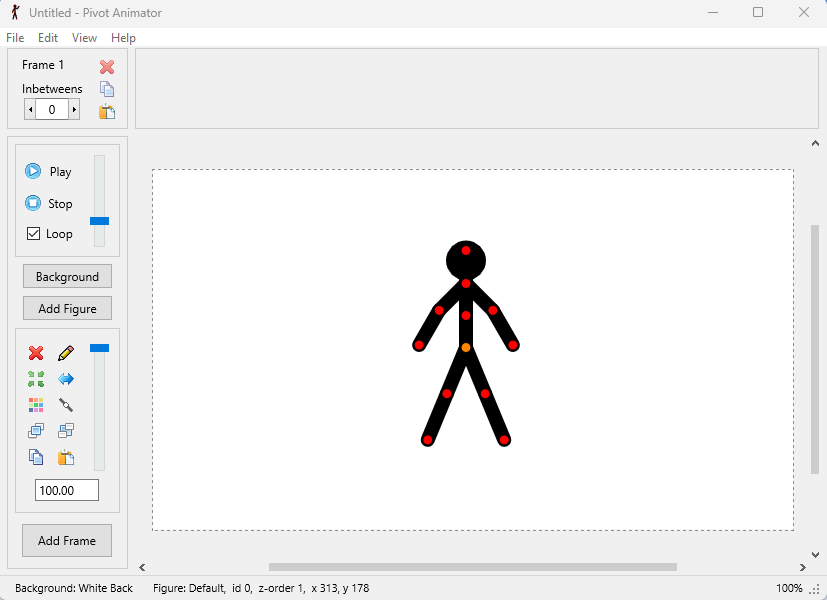 Untitled - Pivot Animator
File Edit View Help
Frame 1
Inbetweens
0
Play
Stop
Loop
Background
Add Figure
100.00
Add Frame
Background: White Back Figure: Default, id 0, z-order 1, x 313, y 178 100%